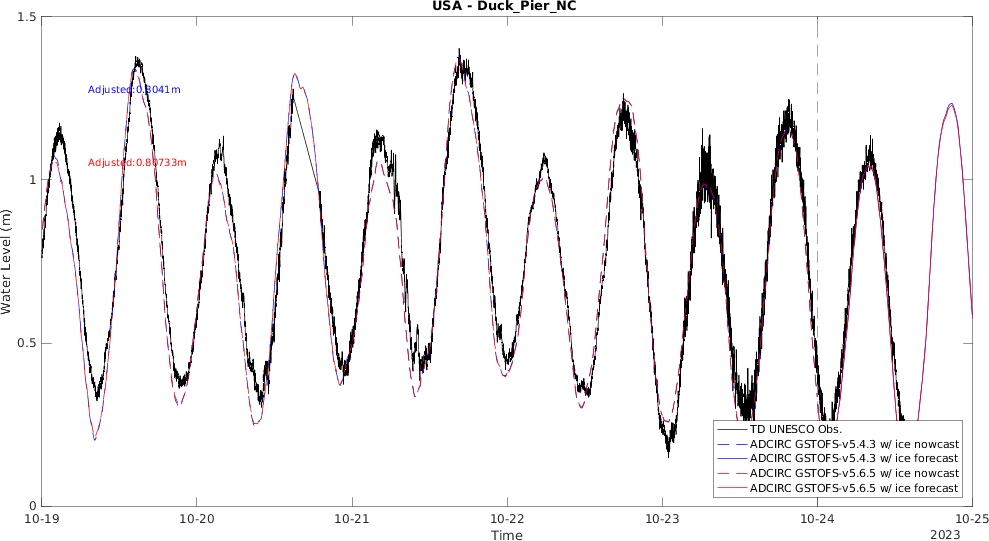 USA - Duck_Pier_NC
1.5
Adjusted:0.8041m
Adjusted:0.80733m
1
Water Level (m)
0.5
TD UNESCO Obs.
ADCIRC GSTOFS-v5.4.3 w/ ice nowcast
ADCIRC GSTOFS-v5.4.3 w/ ice forecast
ADCIRC GSTOFS-v5.6.5 w/ ice nowcast
ADCIRC GSTOFS-v5.6.5 w/ ice forecast
0
10-19 10-20 10-21 10-22 10-23 10-24 10-25
Time
2023